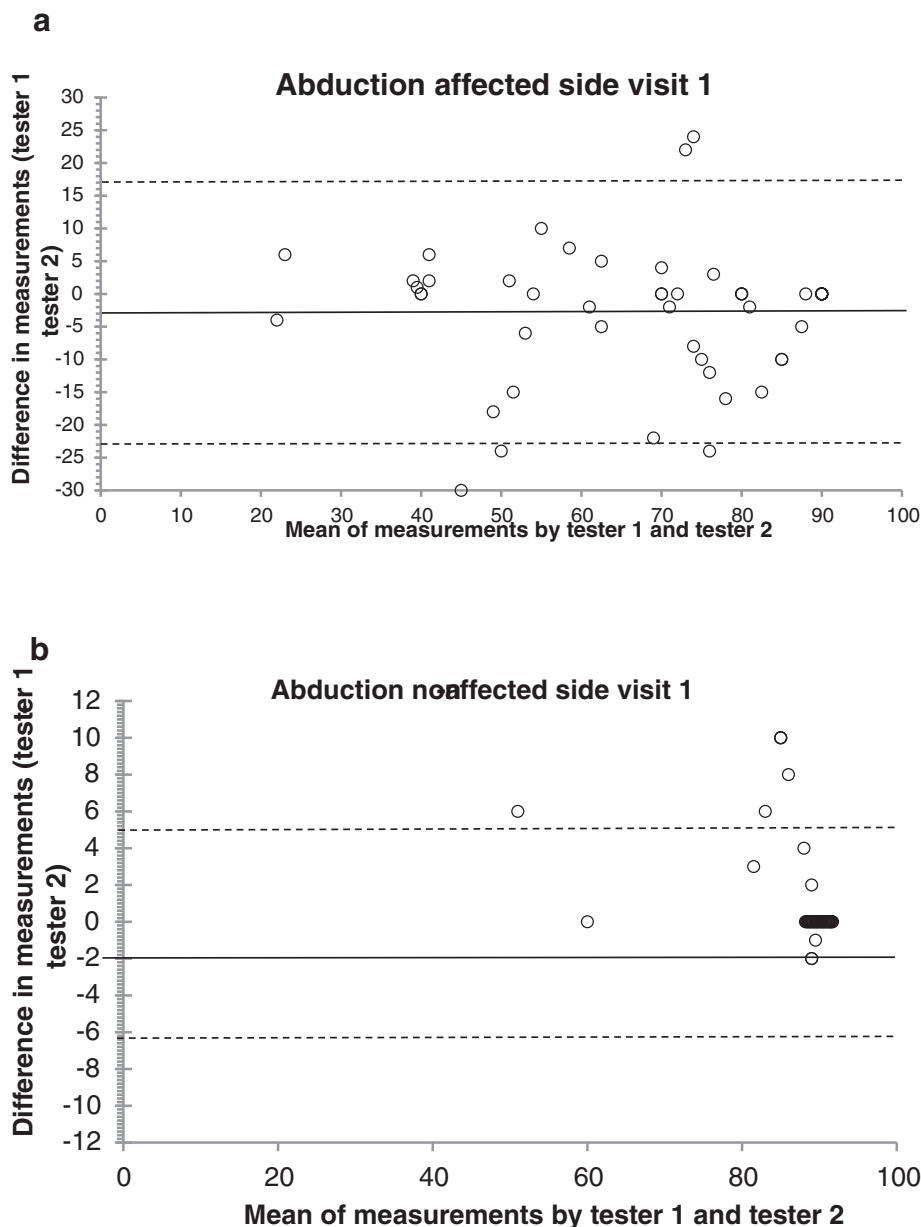 a
Abduction affected side visit 1
Difference in measurements (tester 1
tester 2)
30
25
20
15
10
5
0
-5
-10
-15
-20
-25
-30
0 10 20 30 40 50 60 70 80 90 100
Mean of measurements by tester 1 and tester 2
b
Abduction non-affected side visit 1
Difference in measurements (tester 1
tester 2)
12
10
8
6
4
2
0
-2
-4
-6
-8
-10
-12
0 20 40 60 80 100
Mean of measurements by tester 1 and tester 2